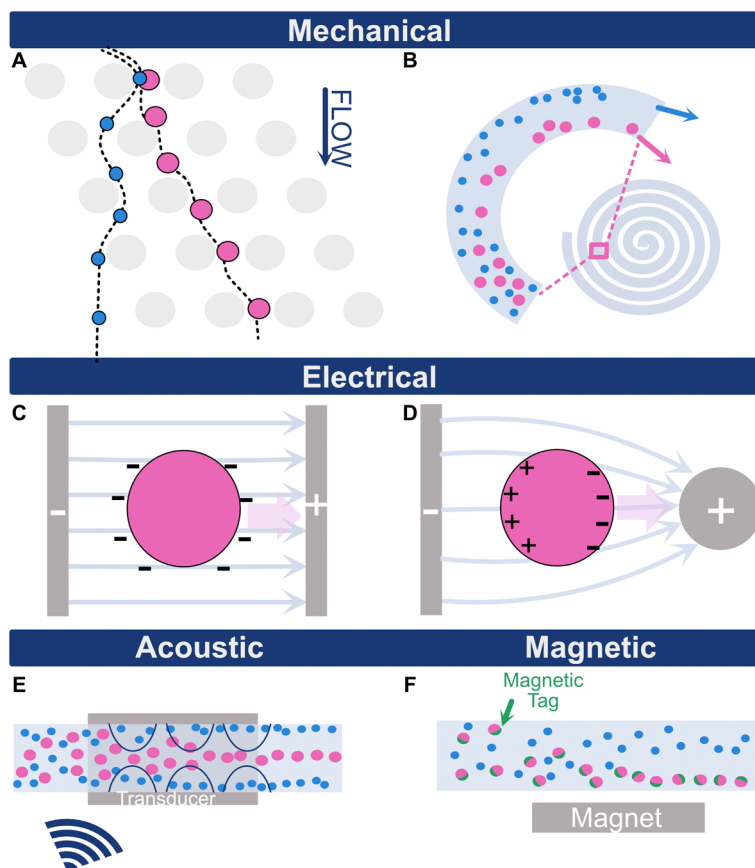 Mechanical
A
B
FLOW
Electrical
C
D
-
+
-
+
Acoustic
Magnetic
E
F
Magnetic
Tag
Transducer
Magnet